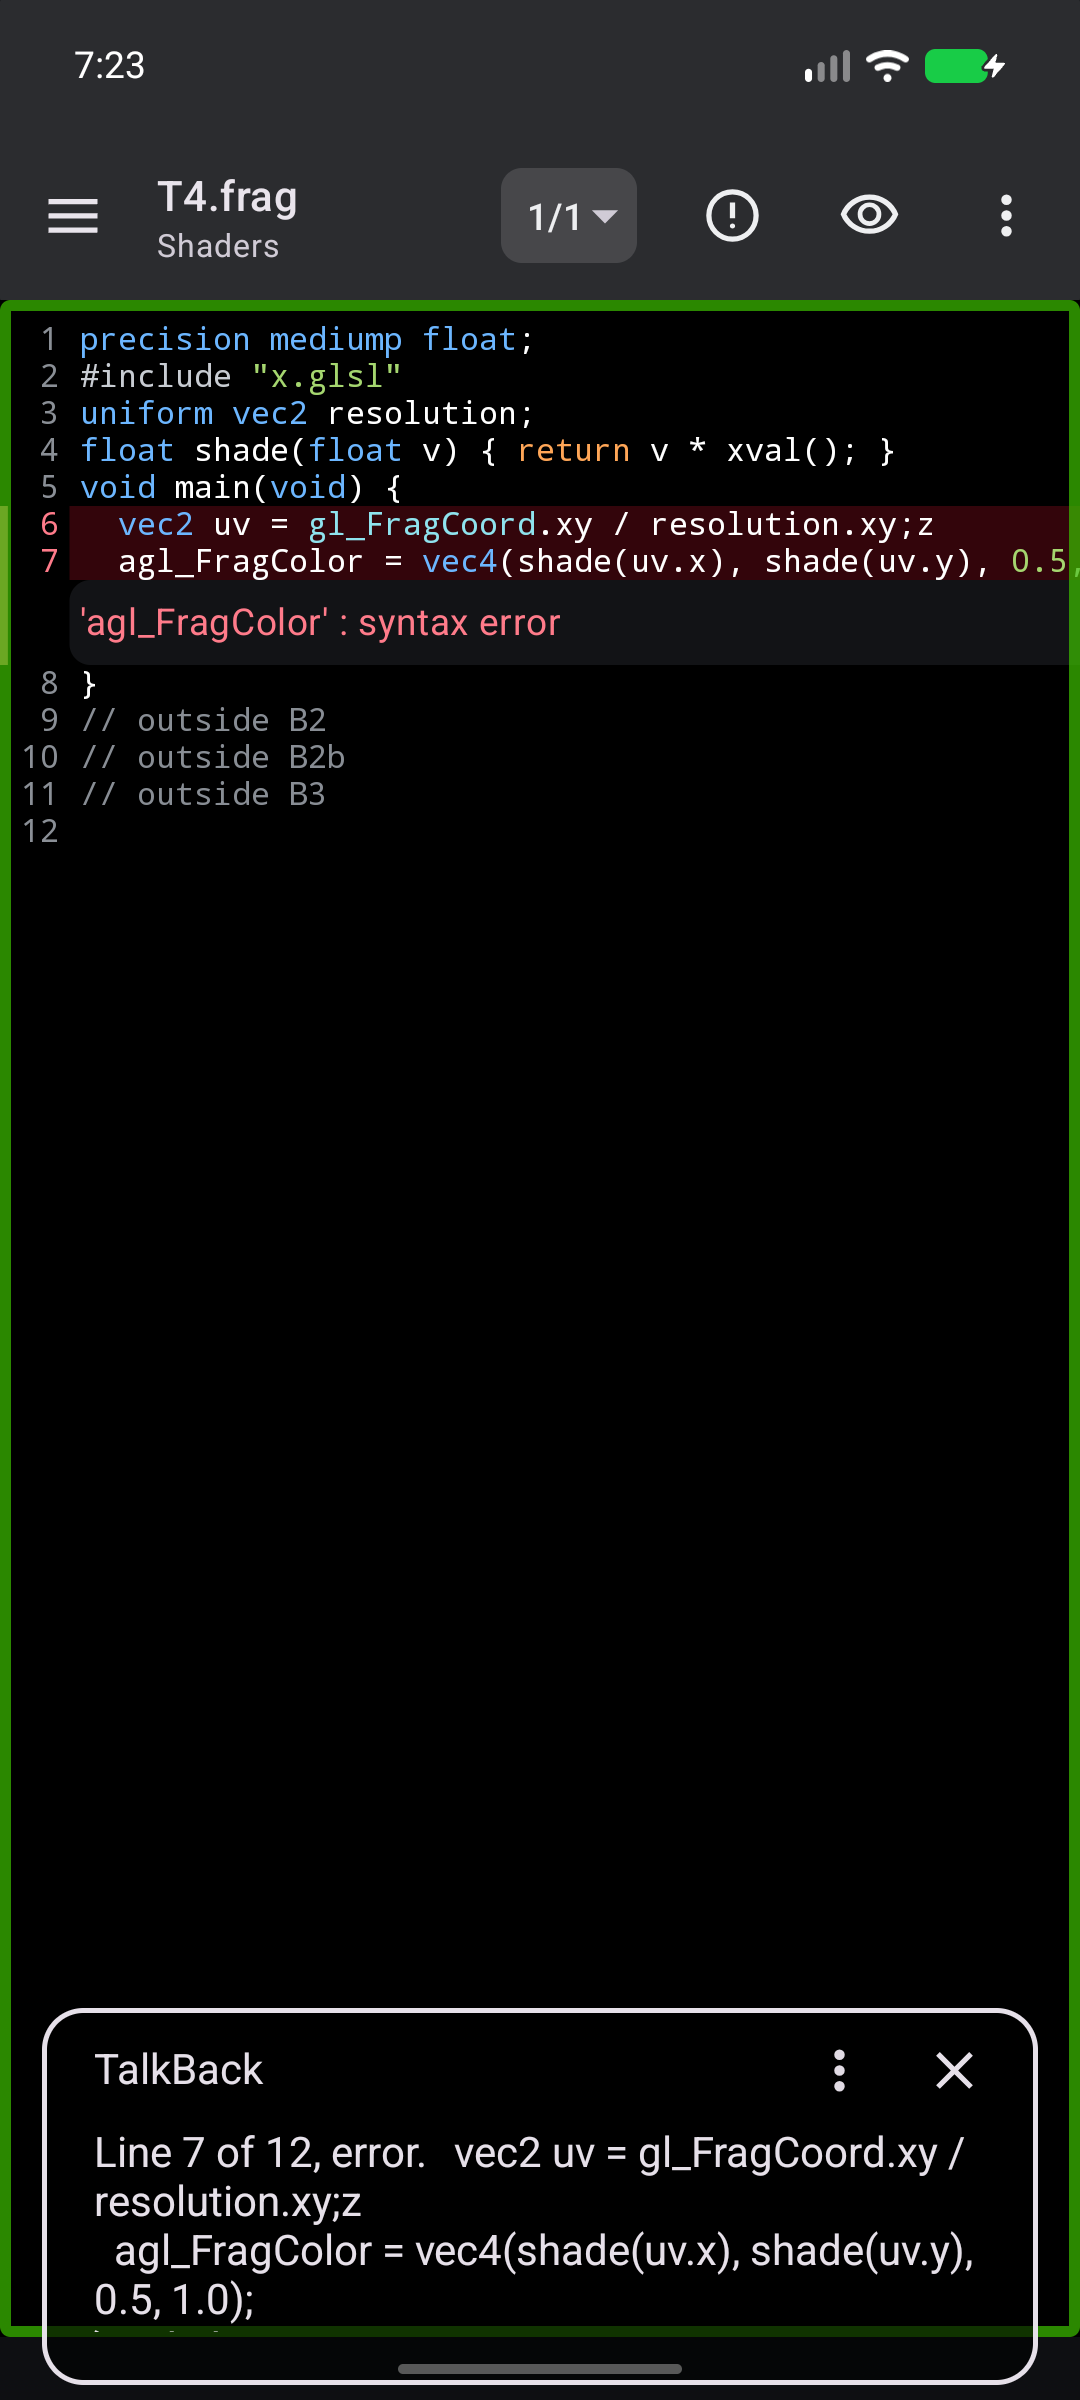 7:23
T4.frag
Shaders
1/1
1 precision mediump float;
2 #include "x.glsl"
3 uniform vec2 resolution;
4 float shade(float v) { return v * xval(); }
5 void main(void) {
6   vec2 uv = gl_FragCoord.xy / resolution.xy;z
7   agl_FragColor = vec4(shade(uv.x), shade(uv.y), 0.5,
'agl_FragColor' : syntax error
8 }
9 // outside B2
10 // outside B2b
11 // outside B3
12
TalkBack
Line 7 of 12, error.   vec2 uv = gl_FragCoord.xy /
resolution.xy;z
  agl_FragColor = vec4(shade(uv.x), shade(uv.y),
0.5, 1.0);